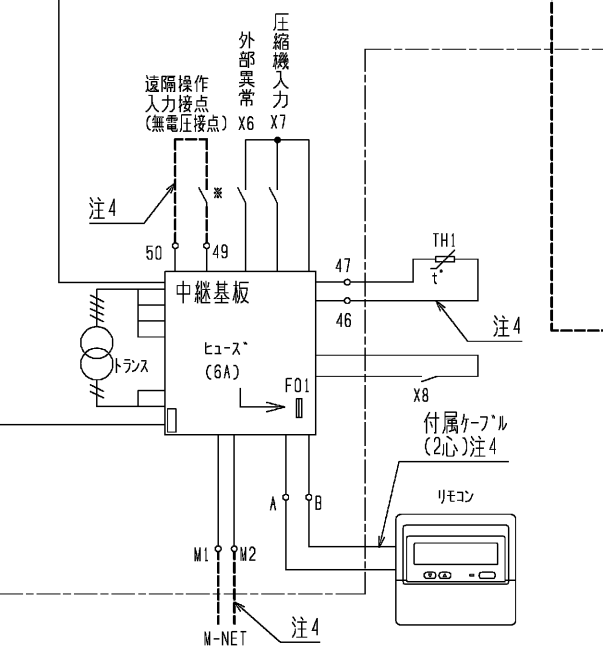 圧縮機入力
外部異常
遠隔操作
入力接点
(無電圧接点)
X6
X7
※
注4
50
49
47
TH1
t°
46
注4
中継基板
ヒューズ
(6A)
F01
トランス
X8
付属ケーブル
(2心)注4
A
B
リモコン
M1
M2
注4
M-NET